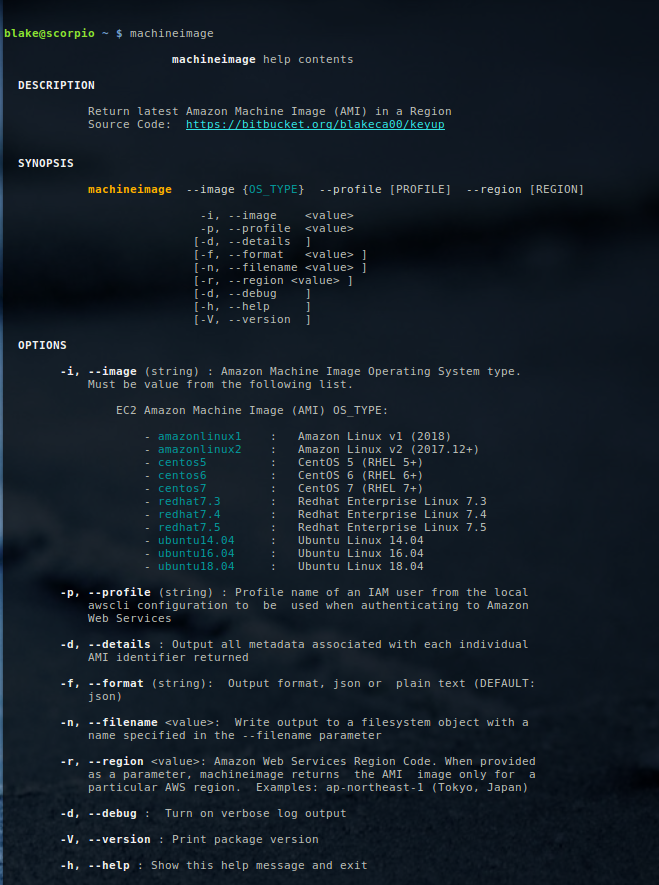 blake@scorpio ~ $ machineimage
machineimage help contents
DESCRIPTION
Return latest Amazon Machine Image (AMI) in a Region
Source Code:  https://bitbucket.org/blakeca00/keyup
SYNOPSIS
machineimage  --image {OS_TYPE}  --profile [PROFILE]  --region [REGION]
-i, --image    <value>
-p, --profile  <value>
[-d, --details  ]
[-f, --format   <value> ]
[-n, --filename <value> ]
[-r, --region <value> ]
[-d, --debug    ]
[-h, --help     ]
[-V, --version  ]
OPTIONS
-i, --image (string) : Amazon Machine Image Operating System type.
Must be value from the following list.
EC2 Amazon Machine Image (AMI) OS_TYPE:
- amazonlinux1    :   Amazon Linux v1 (2018)
- amazonlinux2    :   Amazon Linux v2 (2017.12+)
- centos5         :   CentOS 5 (RHEL 5+)
- centos6         :   CentOS 6 (RHEL 6+)
- centos7         :   CentOS 7 (RHEL 7+)
- redhat7.3       :   Redhat Enterprise Linux 7.3
- redhat7.4       :   Redhat Enterprise Linux 7.4
- redhat7.5       :   Redhat Enterprise Linux 7.5
- ubuntu14.04     :   Ubuntu Linux 14.04
- ubuntu16.04     :   Ubuntu Linux 16.04
- ubuntu18.04     :   Ubuntu Linux 18.04
-p, --profile (string) : Profile name of an IAM user from the local
awscli configuration to  be  used when authenticating to Amazon
Web Services
-d, --details : Output all metadata associated with each individual
AMI identifier returned
-f, --format (string):  Output format, json or  plain text (DEFAULT:
json)
-n, --filename <value>:  Write output to a filesystem object with a
name specified in the --filename parameter
-r, --region <value>: Amazon Web Services Region Code. When provided
as a parameter, machineimage returns  the AMI  image only for  a
particular AWS region.  Examples: ap-northeast-1 (Tokyo, Japan)
-d, --debug :  Turn on verbose log output
-V, --version : Print package version
-h, --help : Show this help message and exit